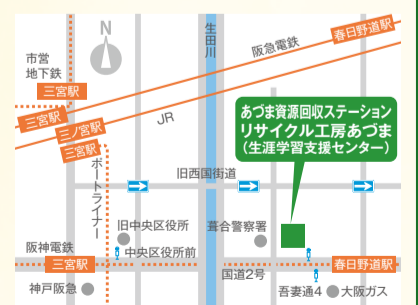 N
生田川
阪急電鉄
春日野道駅
市営
地下鉄
三宮駅
三宮駅
三ノ宮駅
三宮駅
JR
ポートライナー
あづま資源回収ステーション
リサイクル工房あづま
（生涯学習支援センター）
旧西国街道
旧中央区役所
葺合警察署
中央区役所前
阪神電鉄
三宮駅
国道2号
春日野道駅
神戸阪急
吾妻通4
大阪ガス